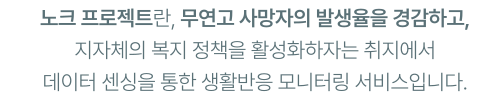 노크 프로젝트란, 무연고 사망자의 발생율을 경감하고,
지자체의 복지 정책을 활성화하자는 취지에서
데이터 센싱을 통한 생활반응 모니터링 서비스입니다.